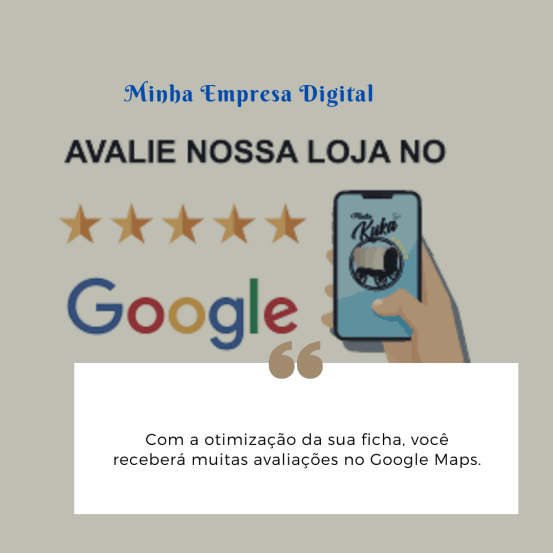 Minha Empresa Digital
AVALIE NOSSA LOJA NO
Google
Kuka
Com a otimização da sua ficha, você
receberá muitas avaliações no Google Maps.